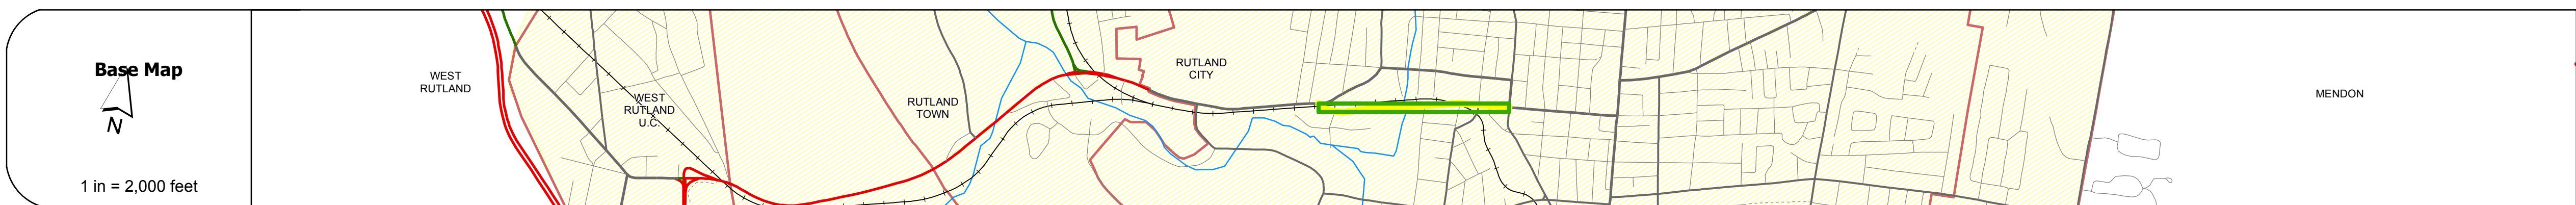 Base Map
N
1 in = 2,000 feet
WEST
RUTLAND
WEST
RUTLAND
U.C.
RUTLAND
TOWN
RUTLAND
CITY
MENDON